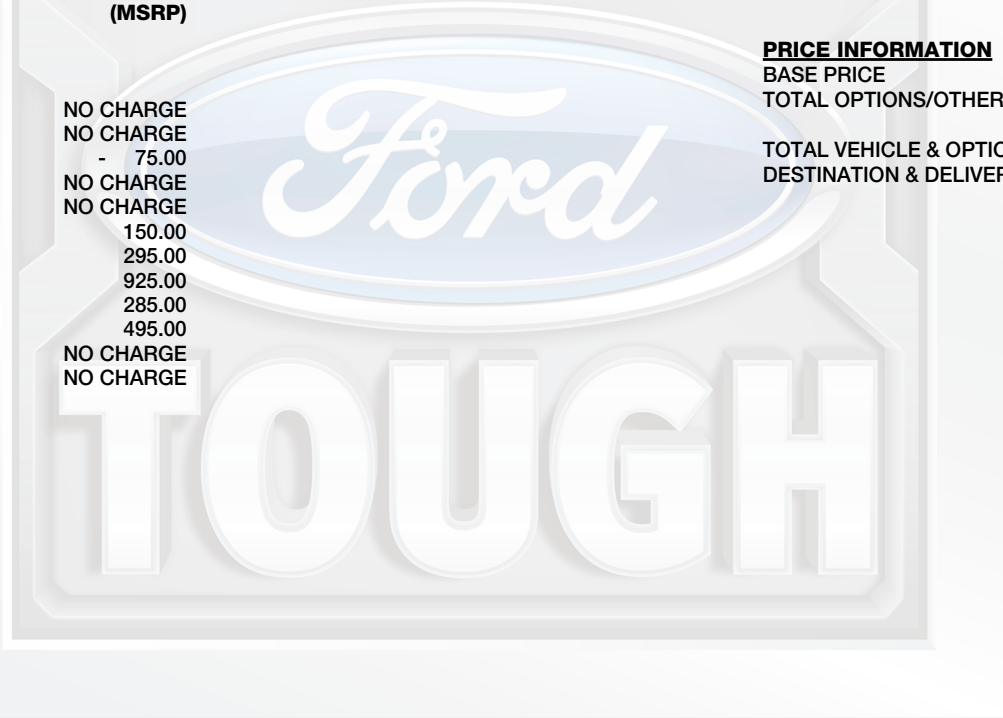 (MSRP)
NO CHARGE
NO CHARGE
- 75.00
NO CHARGE
NO CHARGE
150.00
295.00
925.00
285.00
495.00
NO CHARGE
NO CHARGE
PRICE INFORMATION
BASE PRICE
TOTAL OPTIONS/OTHER
TOTAL VEHICLE & OPTIO
DESTINATION & DELIVER
Ford
TOUGH